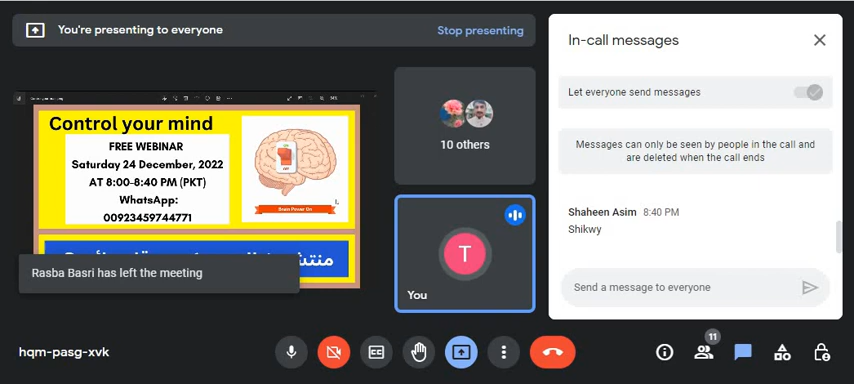 You're presenting to everyone
Stop presenting
Control your mind
FREE WEBINAR
Saturday 24 December, 2022
AT 8:00-8:40 PM (PKT)
WhatsApp:
00923459744771
ON
OFF
Brain Power On
Rasba Basri has left the meeting
10 others
T
You
In-call messages
Let everyone send messages
Messages can only be seen by people in the call and
are deleted when the call ends
Shaheen Asim 8:40 PM
Shikwy
Send a message to everyone
hqm-pasg-xvk
CC
11